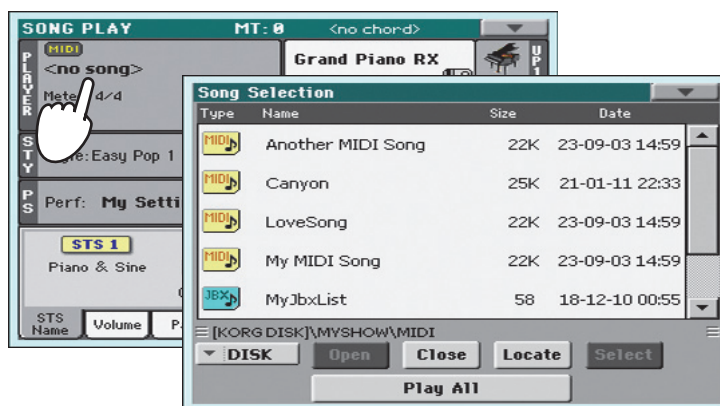 SONG PLAY MT: 0 <no chord>
PLAYER
MIDI
<no song>
Mete 4/4
Grand Piano RX
UP1
STY
Easy Pop 1
PS
Perf: My Setti
STS 1
Piano & Sine
STS Name
Volume
P
Song Selection
Type Name Size Date
MIDI Another MIDI Song 22K 23-09-03 14:59
MIDI Canyon 25K 21-01-11 22:33
MIDI LoveSong 22K 23-09-03 14:59
MIDI My MIDI Song 22K 23-09-03 14:59
JBX MyJbxList 58 18-12-10 00:55
[KORG DISK]\MYSHOW\MIDI
DISK Open Close Locate Select
Play All